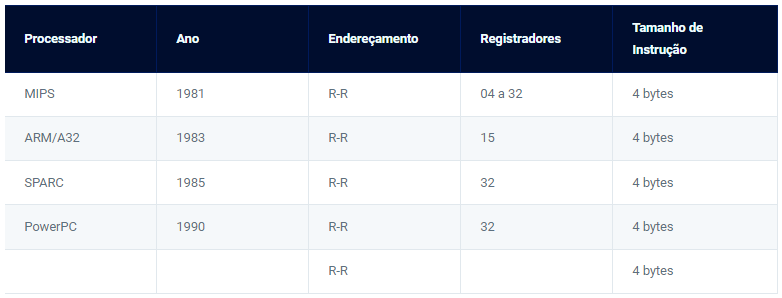 Processador Ano Endereçamento Registradores Tamanho de Instrução
MIPS 1981 R-R 04 a 32 4 bytes
ARM/A32 1983 R-R 15 4 bytes
SPARC 1985 R-R 32 4 bytes
PowerPC 1990 R-R 32 4 bytes
R-R 4 bytes